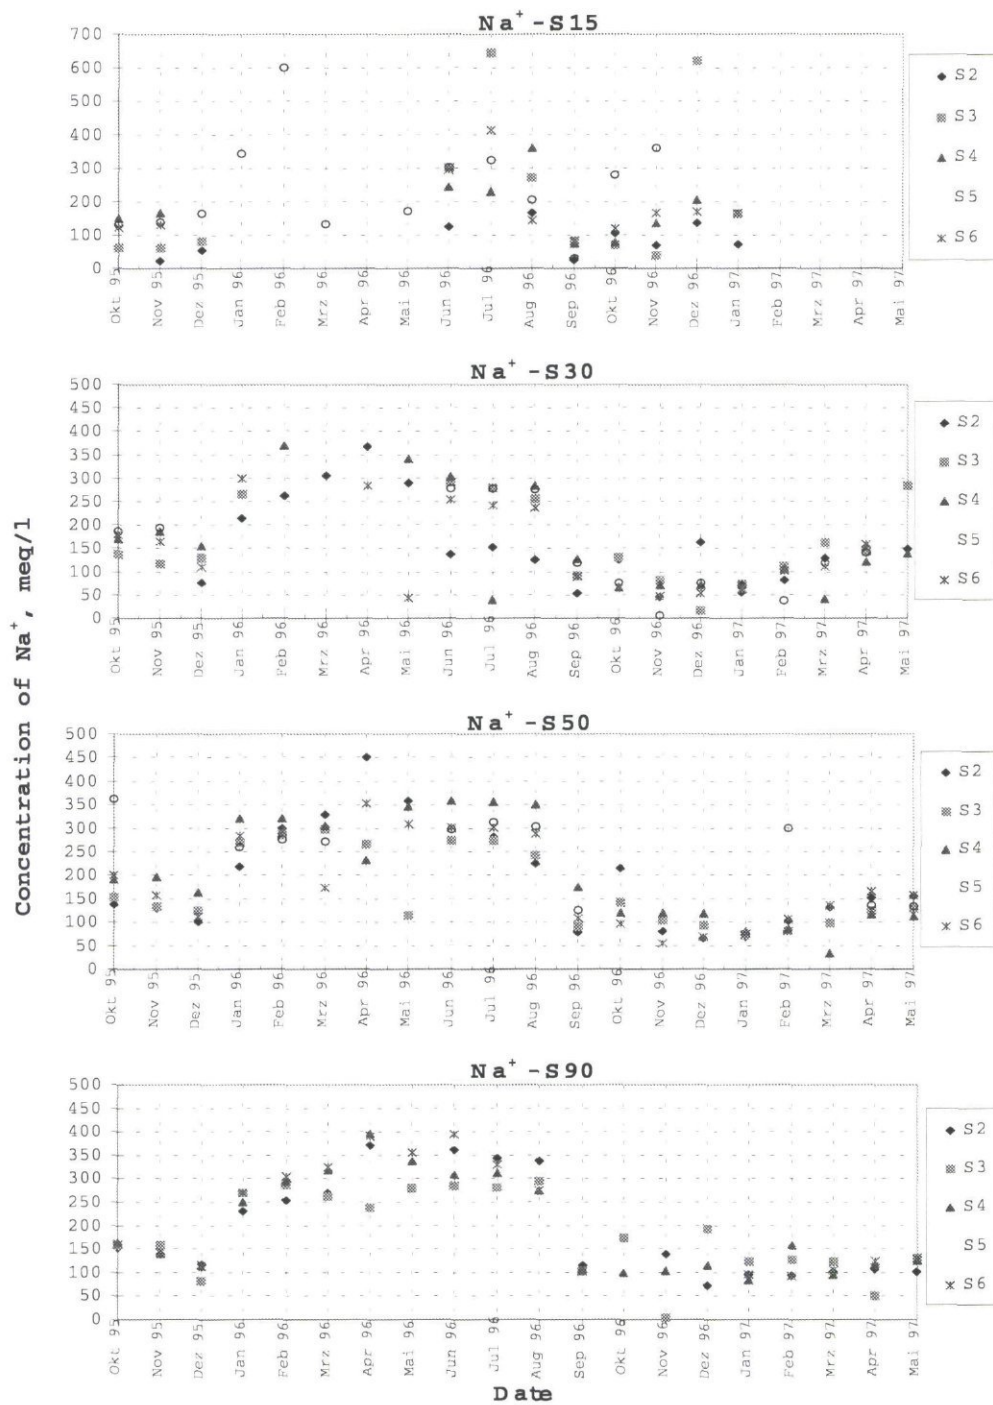 Na⁺-S15
700
600
500
400
300
200
100
0
Okt 95
Nov 95
Dez 95
Jan 96
Feb 96
Mrz 96
Apr 96
Mai 96
Jun 96
Jul 96
Aug 96
Sep 96
Okt 96
Nov 96
Dez 96
Jan 97
Feb 97
Mrz 97
Apr 97
Mai 97
S2
S3
S4
S5
S6
Na⁺-S30
500
450
400
350
300
250
200
150
100
50
0
Okt 95
Nov 95
Dez 95
Jan 96
Feb 96
Mrz 96
Apr 96
Mai 96
Jun 96
Jul 96
Aug 96
Sep 96
Okt 96
Nov 96
Dez 96
Jan 97
Feb 97
Mrz 97
Apr 97
Mai 97
S2
S3
S4
S5
S6
Concentration of Na⁺, meq/l
Na⁺-S50
500
450
400
350
300
250
200
150
100
50
0
Okt 95
Nov 95
Dez 95
Jan 96
Feb 96
Mrz 96
Apr 96
Mai 96
Jun 96
Jul 96
Aug 96
Sep 96
Okt 96
Nov 96
Dez 96
Jan 97
Feb 97
Mrz 97
Apr 97
Mai 97
S2
S3
S4
S5
S6
Na⁺-S90
500
450
400
350
300
250
200
150
100
50
0
Okt 95
Nov 95
Dez 95
Jan 96
Feb 96
Mrz 96
Apr 96
Mai 96
Jun 96
Jul 96
Aug 96
Sep 96
Okt 96
Nov 96
Dez 96
Jan 97
Feb 97
Mrz 97
Apr 97
Mai 97
S2
S3
S4
S5
S6
Date